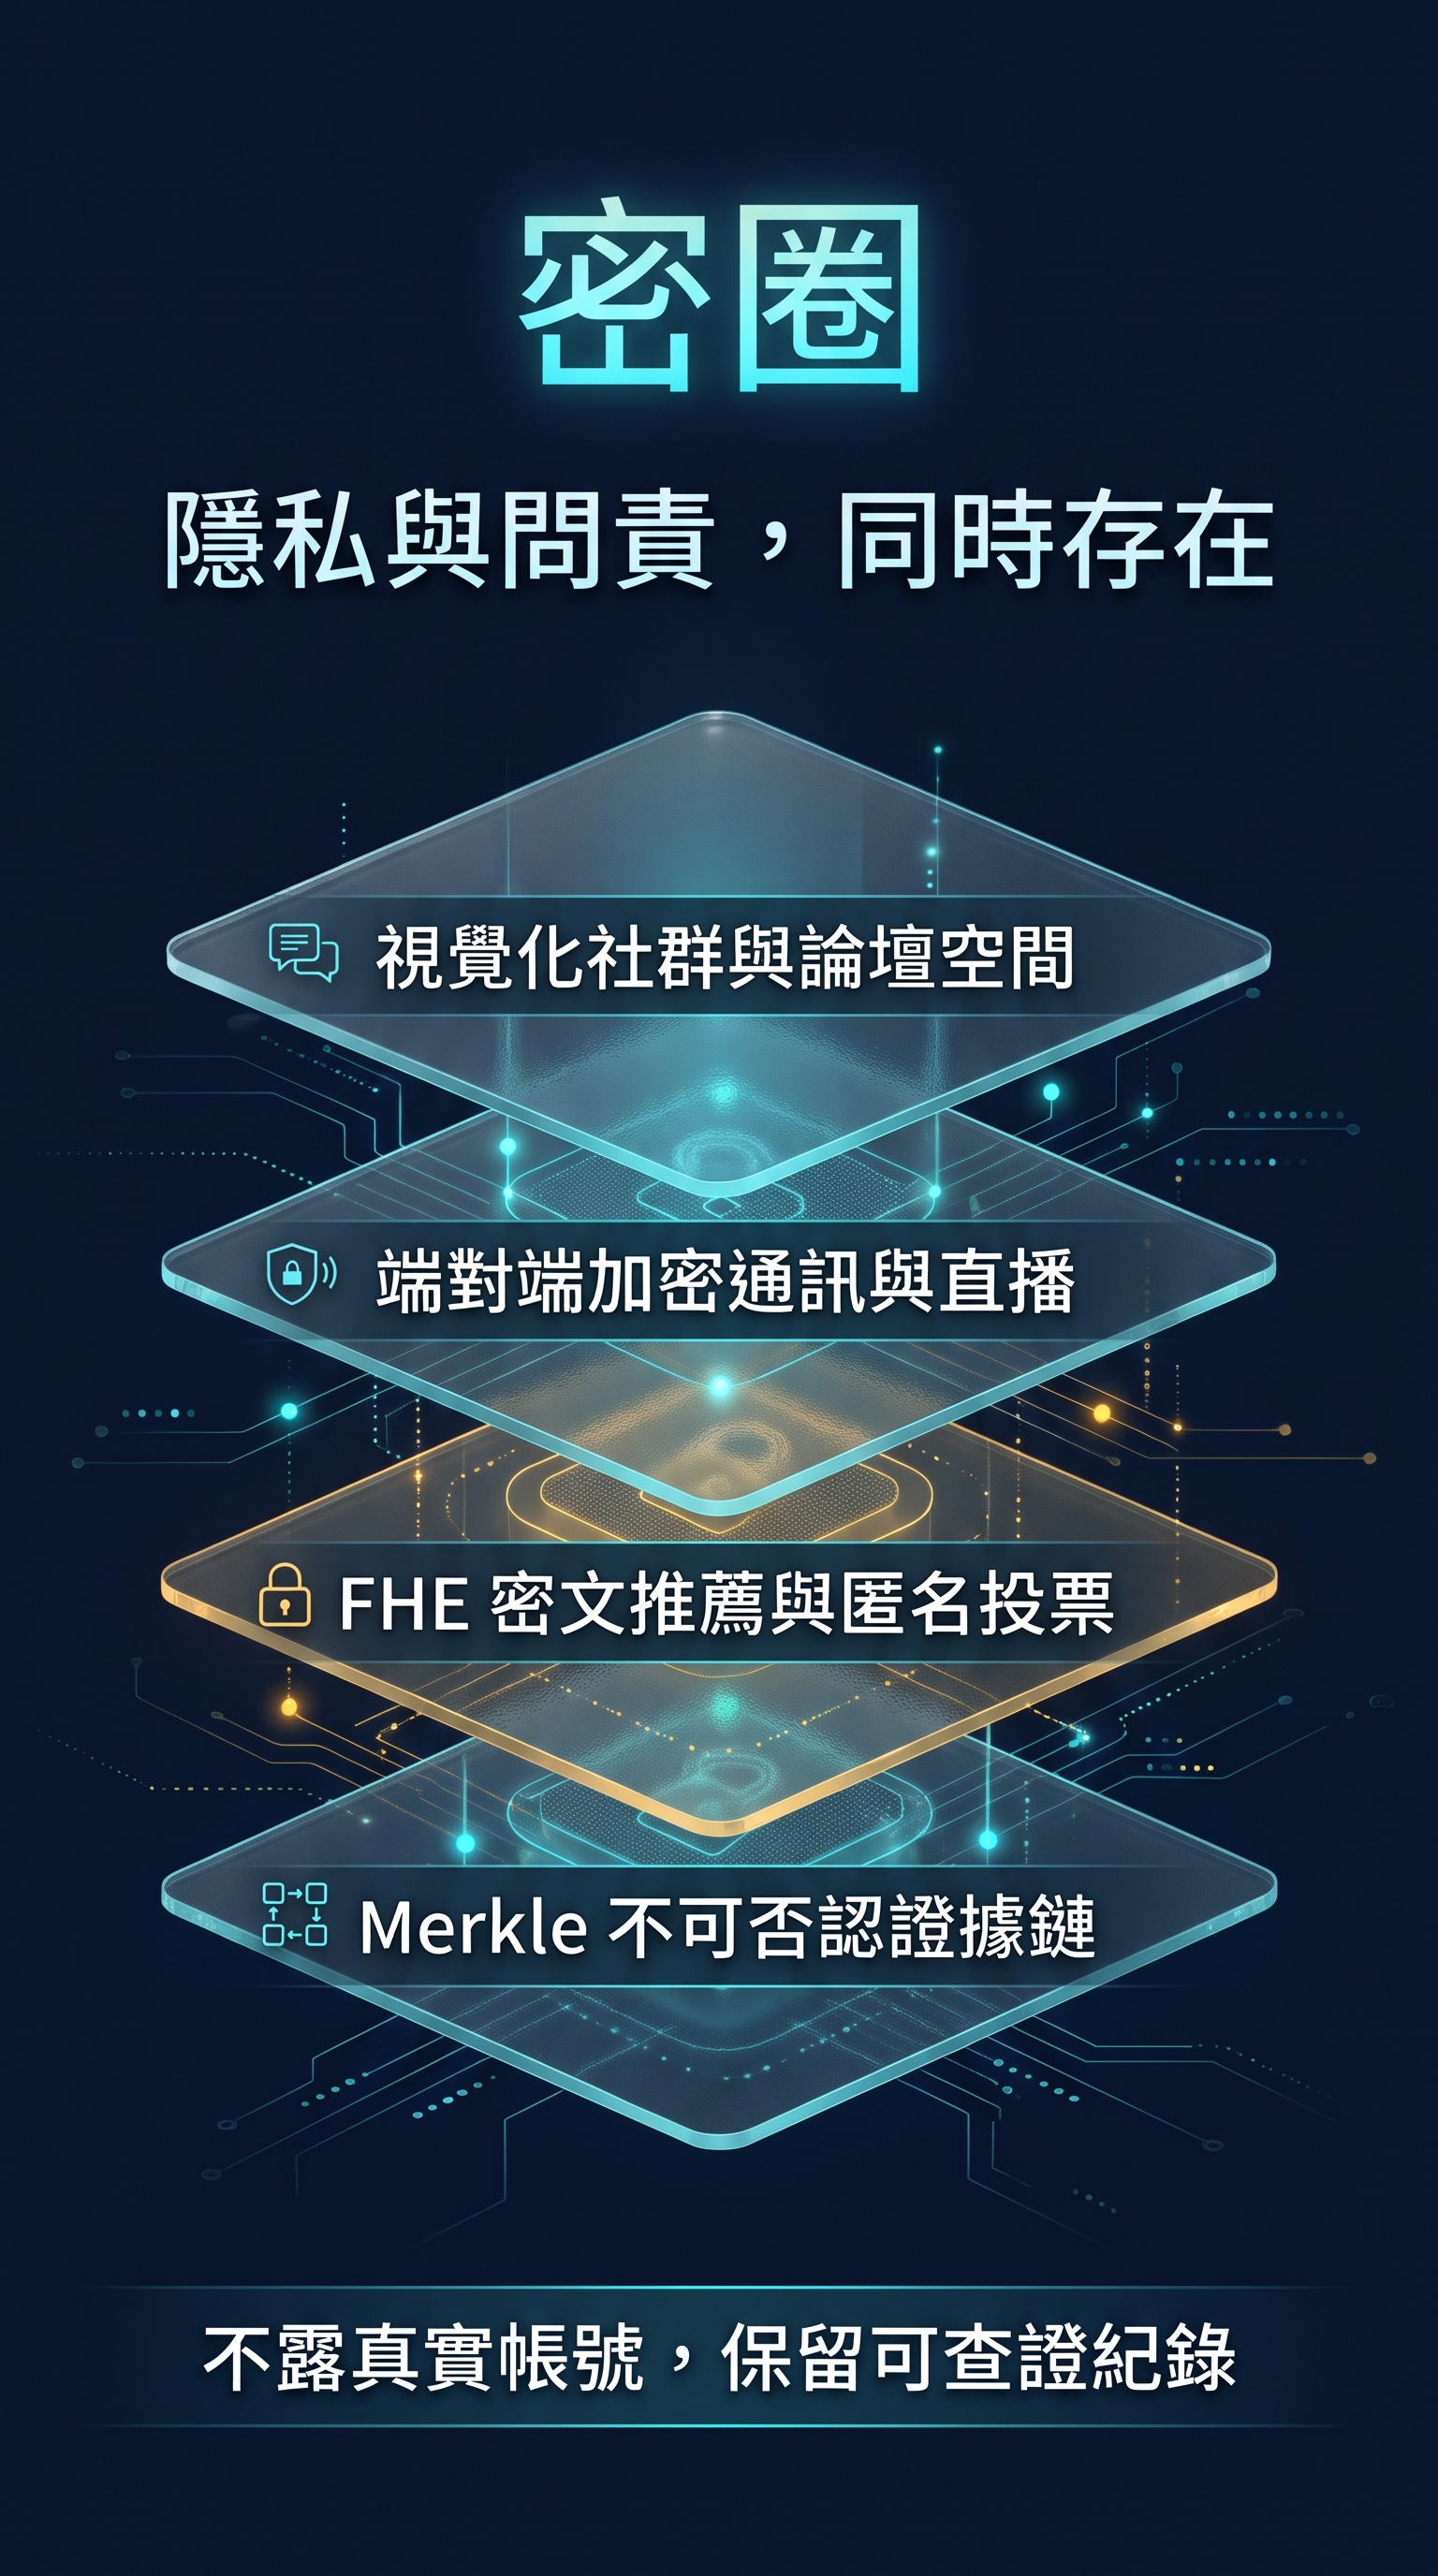 密圈
隱私與問責，同時存在
視覺化社群與論壇空間
端對端加密通訊與直播
FHE 密文推薦與匿名投票
Merkle 不可否認證據鏈
不露真實帳號，保留可查證紀錄